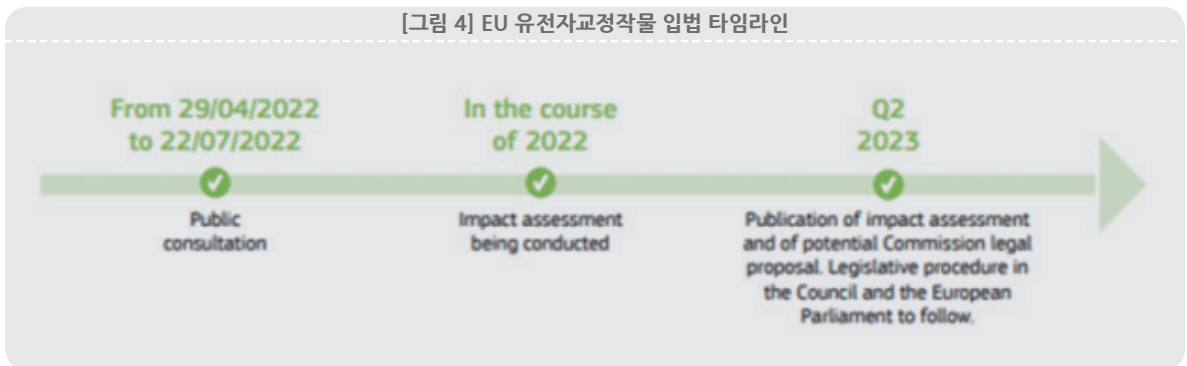 [그림 4] EU 유전자교정작물 입법 타임라인
From 29/04/2022
to 22/07/2022
Public
consultation
In the course
of 2022
Impact assessment
being conducted
Q2
2023
Publication of impact assessment
and of potential Commission legal
proposal. Legislative procedure in
the Council and the European
Parliament to follow.